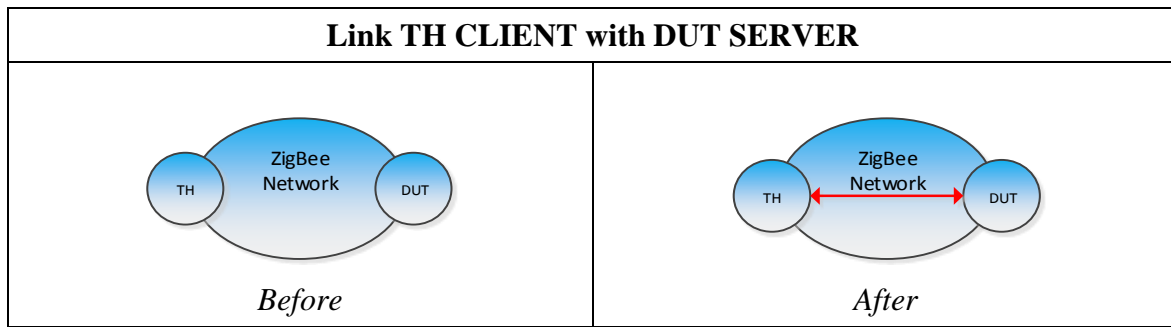 Link TH CLIENT with DUT SERVER
ZigBee
Network
TH
DUT
Before
ZigBee
Network
TH
DUT
After